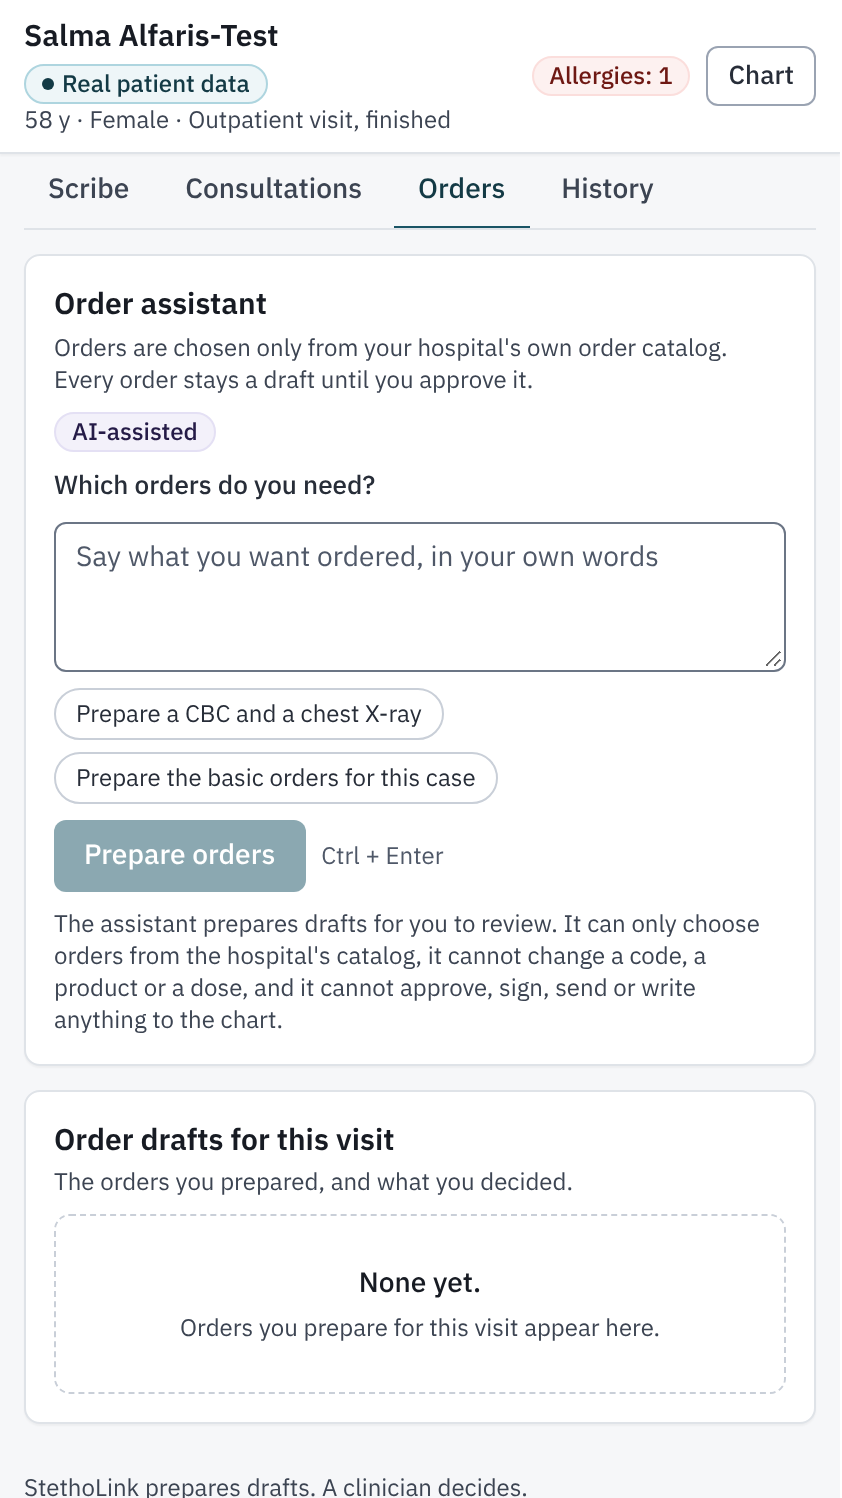 Salma Alfaris-Test
Real patient data
58 y · Female · Outpatient visit, finished
Allergies: 1
Chart
Scribe
Consultations
Orders
History
Order assistant
Orders are chosen only from your hospital's own order catalog.
Every order stays a draft until you approve it.
AI-assisted
Which orders do you need?
Say what you want ordered, in your own words
Prepare a CBC and a chest X-ray
Prepare the basic orders for this case
Prepare orders
Ctrl + Enter
The assistant prepares drafts for you to review. It can only choose
orders from the hospital's catalog, it cannot change a code, a
product or a dose, and it cannot approve, sign, send or write
anything to the chart.
Order drafts for this visit
The orders you prepared, and what you decided.
None yet.
Orders you prepare for this visit appear here.
StethoLink prepares drafts. A clinician decides.